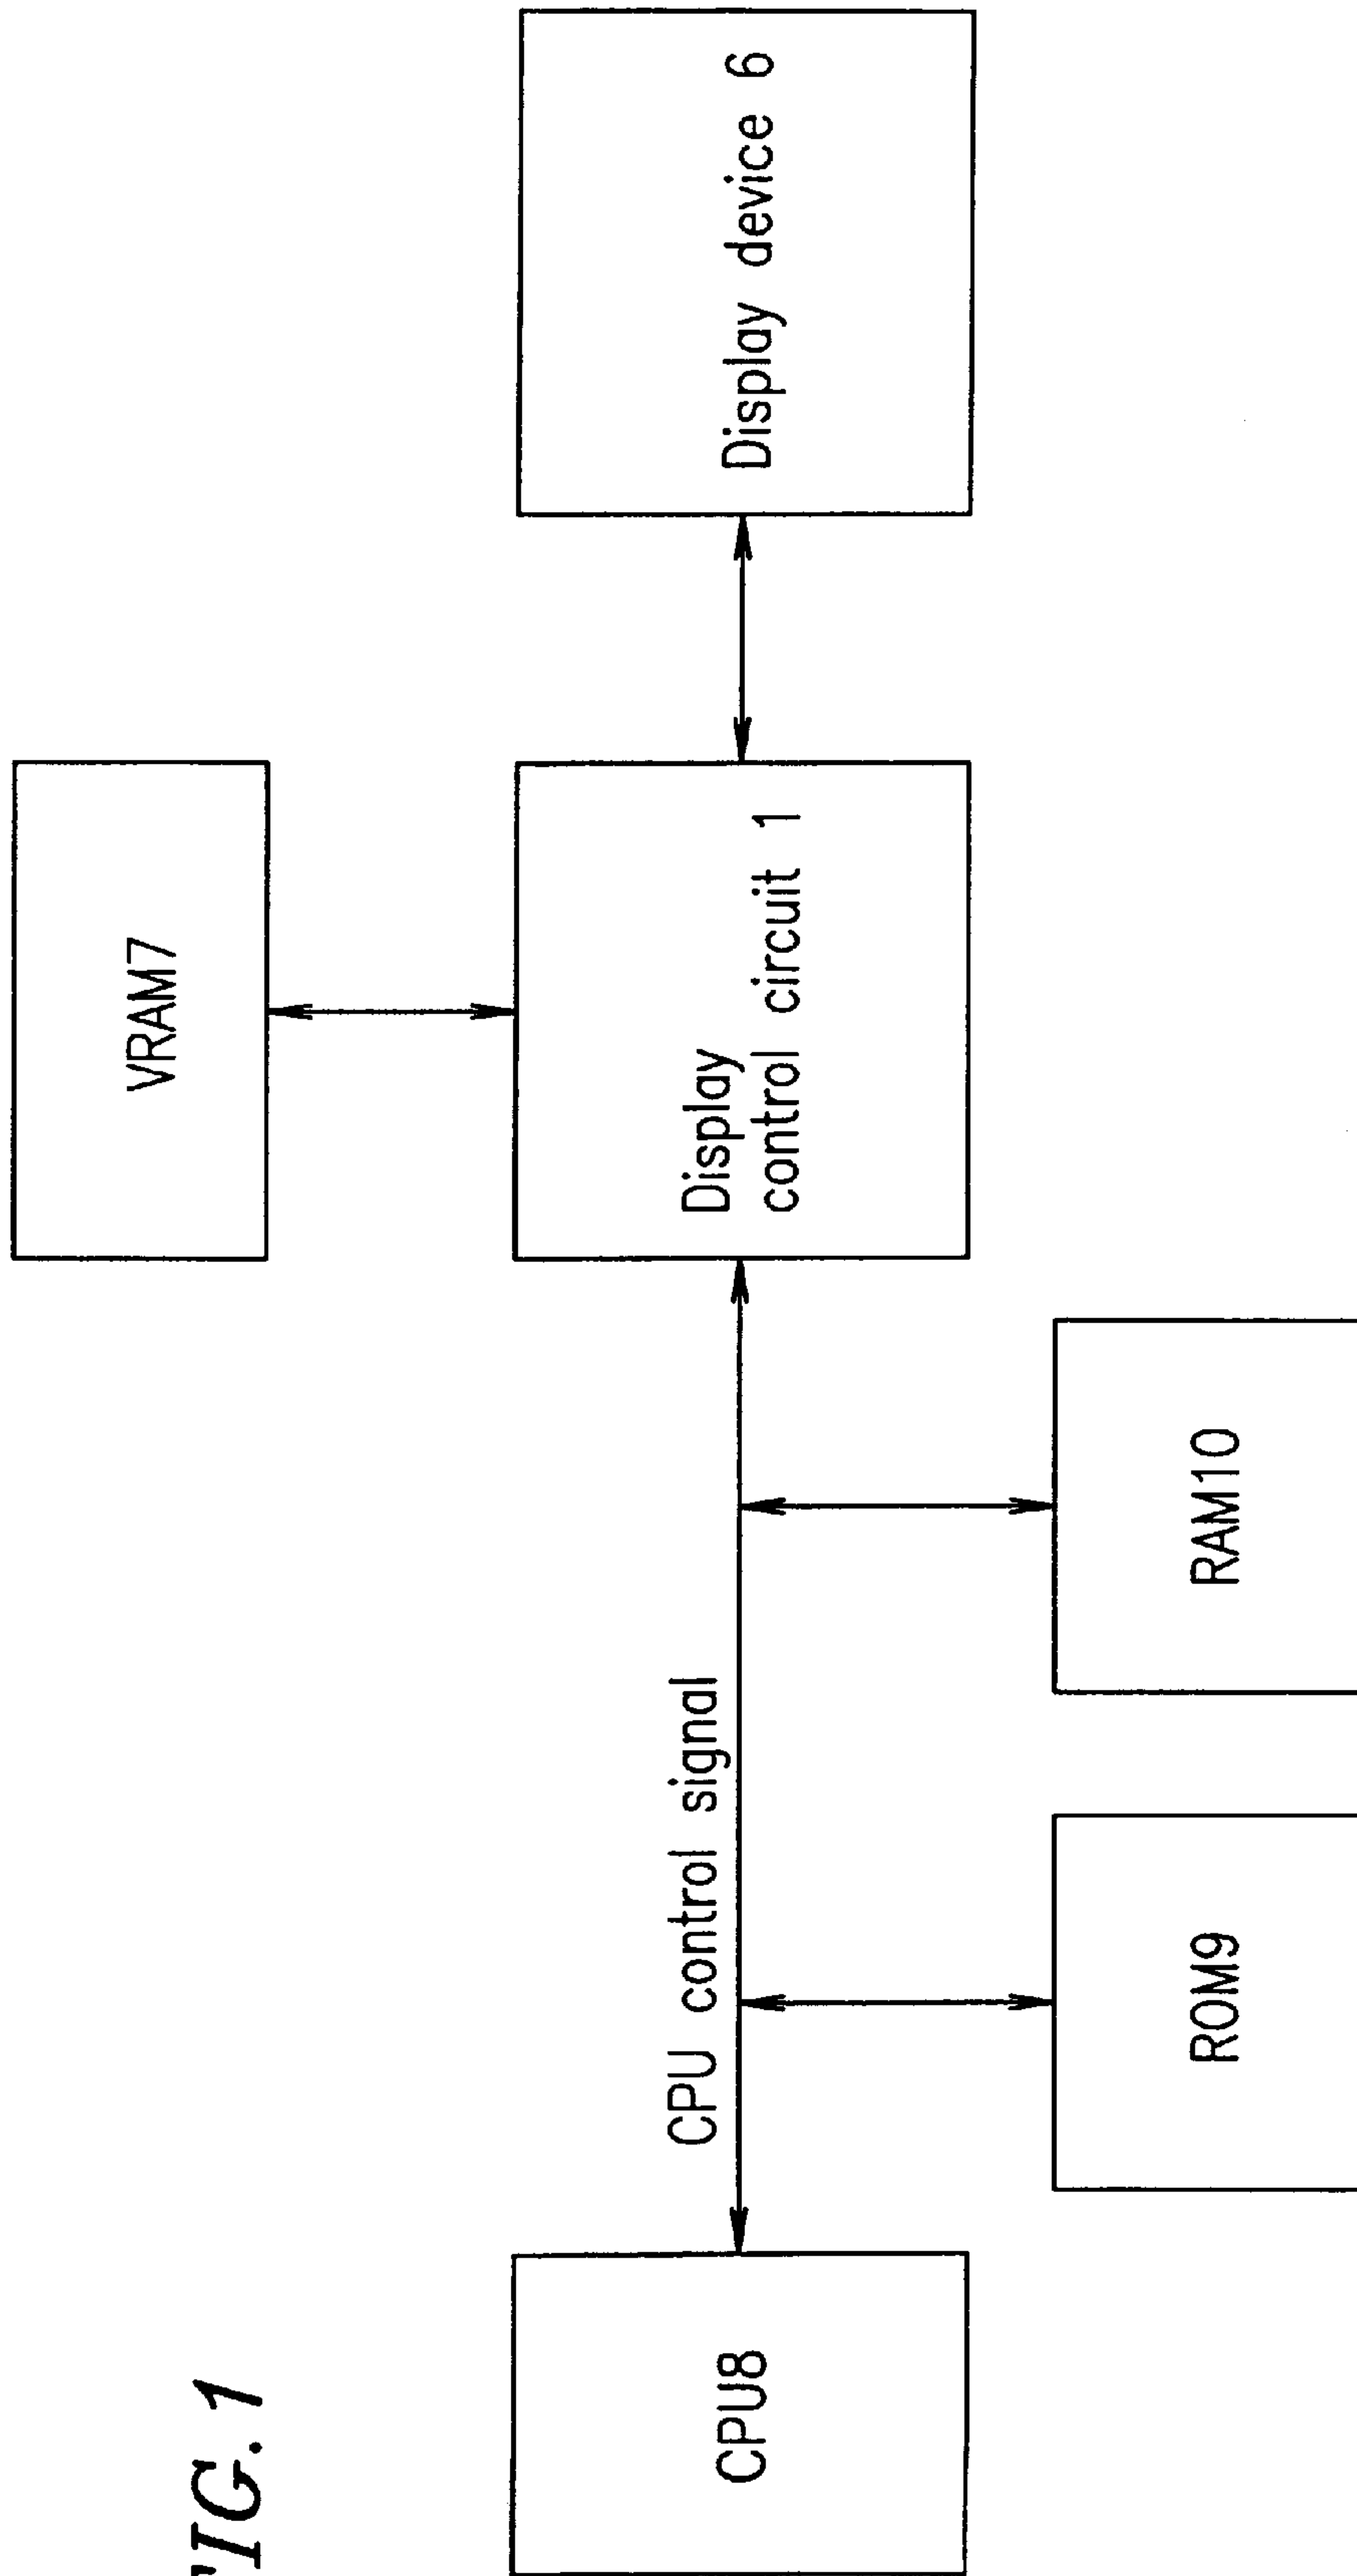 FIG. 1
VRAM7
CPU8
CPU control signal
Display
control circuit 1
Display device 6
ROM9
RAM10